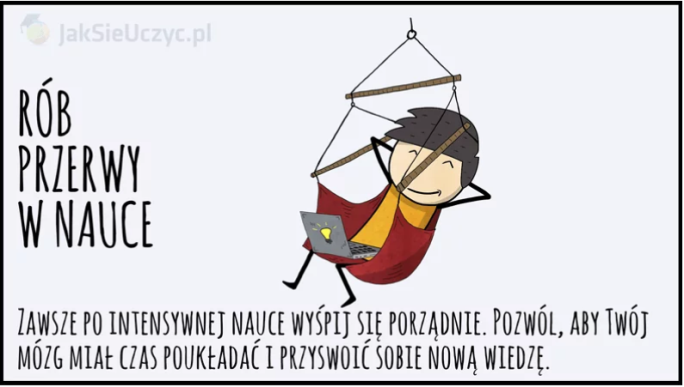 JakSieUczyc.pl
RÓB
PRZERWY
W NAUCE
ZAWSZE PO INTENSYWNEJ NAUCE WYŚPIJ SIĘ PORZĄDNIE. POZWÓL, ABY TWÓJ
MÓZG MIAŁ CZAS POUKŁADAĆ I PRZYSWOIĆ SOBIE NOWĄ WIEDZĘ.